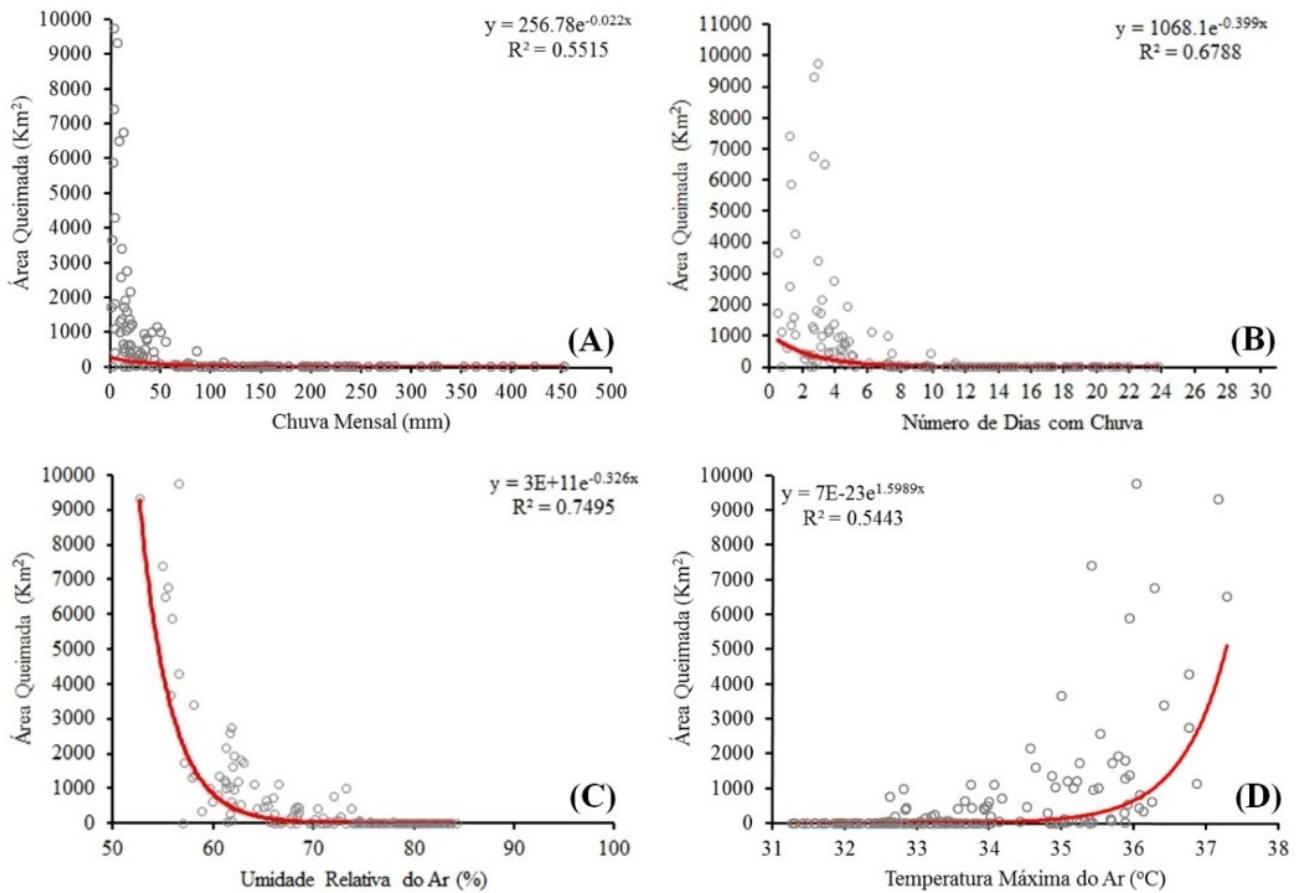 y = 256.78e^-0.022x
R² = 0.5515
Área Queimada (Km²)
10000
9000
8000
7000
6000
5000
4000
3000
2000
1000
0
0 50 100 150 200 250 300 350 400 450 500
Chuva Mensal (mm)
(A)
y = 1068.1e^-0.399x
R² = 0.6788
Área Queimada (Km²)
11000
10000
9000
8000
7000
6000
5000
4000
3000
2000
1000
0
0 2 4 6 8 10 12 14 16 18 20 22 24 26 28 30
Número de Dias com Chuva
(B)
y = 3E+11e^-0.326x
R² = 0.7495
Área Queimada (Km²)
10000
9000
8000
7000
6000
5000
4000
3000
2000
1000
0
50 60 70 80 90 100
Umidade Relativa do Ar (%)
(C)
y = 7E-23e^1.5989x
R² = 0.5443
Área Queimada (Km²)
10000
9000
8000
7000
6000
5000
4000
3000
2000
1000
0
31 32 33 34 35 36 37 38
Temperatura Máxima do Ar (ºC)
(D)